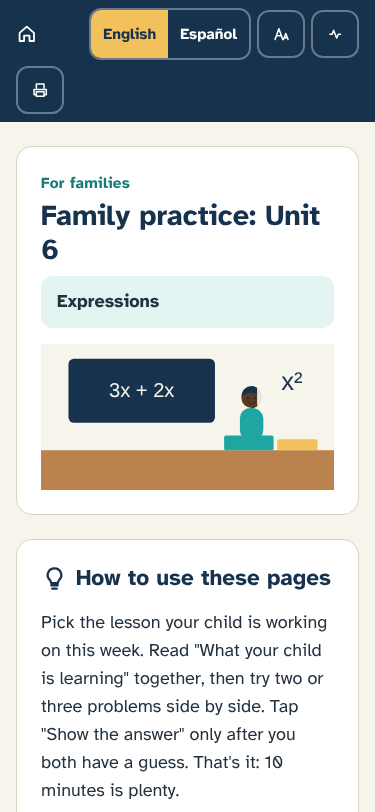 English Español
For families
Family practice: Unit
6
Expressions
3x + 2x
x²
How to use these pages
Pick the lesson your child is working
on this week. Read "What your child
is learning" together, then try two or
three problems side by side. Tap
"Show the answer" only after you
both have a guess. That's it: 10
minutes is plenty.